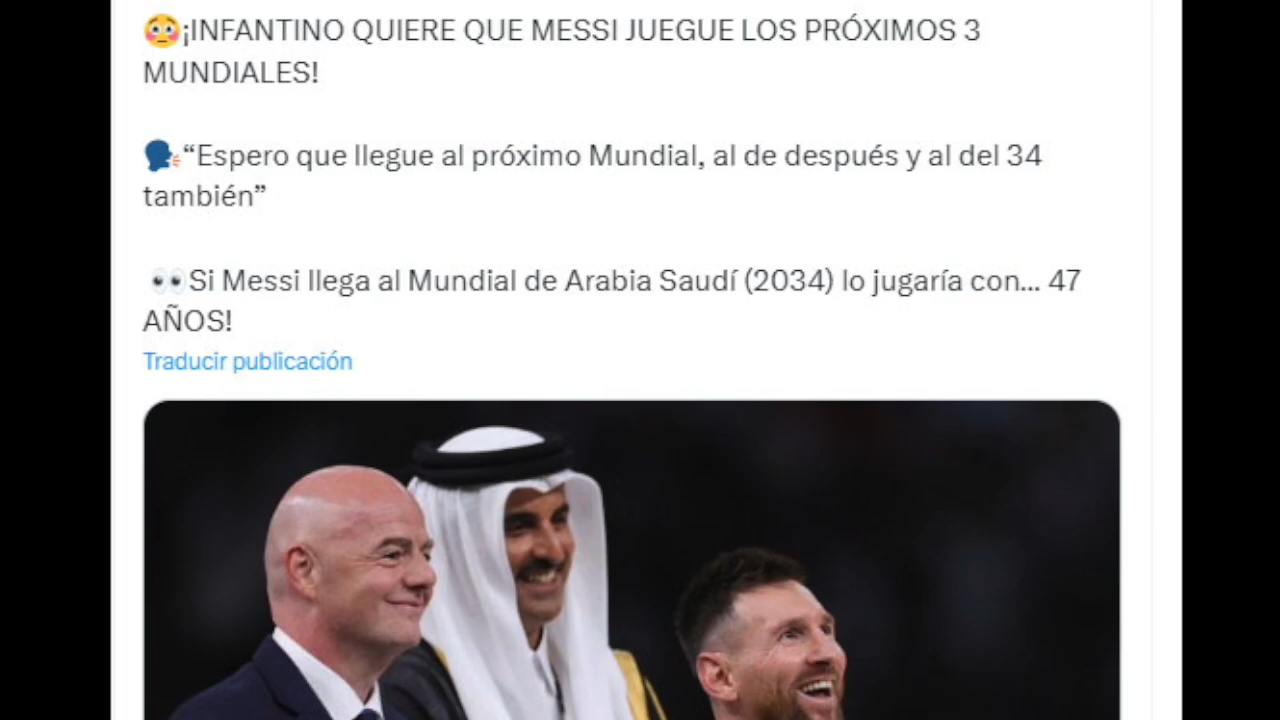 😳¡INFANTINO QUIERE QUE MESSI JUEGUE LOS PRÓXIMOS 3
MUNDIALES!
🗣️“Espero que llegue al próximo Mundial, al de después y al del 34
también”
👀Si Messi llega al Mundial de Arabia Saudí (2034) lo jugaría con... 47
AÑOS!
Traducir publicación